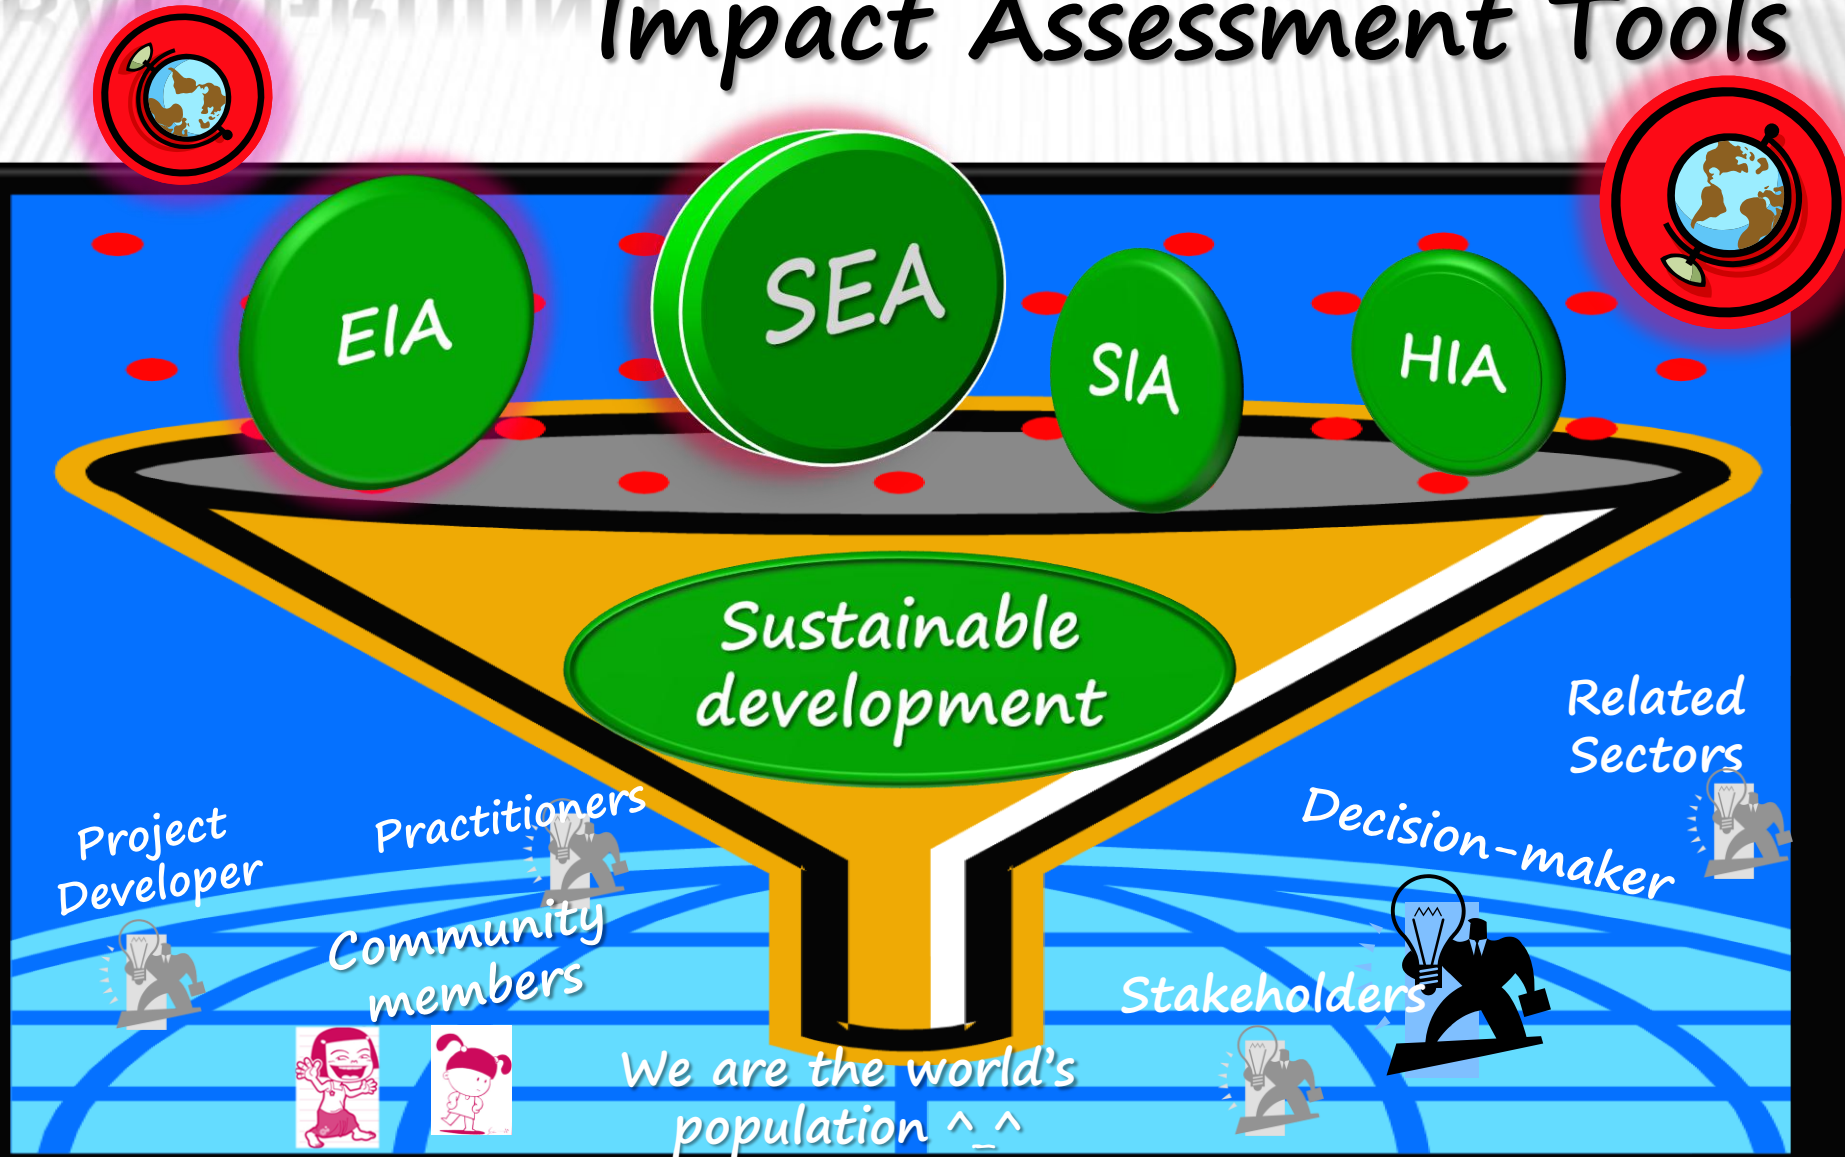 Impact Assessment Tools
EIA
SEA
SIA
HIA
Sustainable
development
Related
Sectors
Project
Developer
Practitioners
Decision-maker
Community
members
Stakeholders
We are the world's
population ^_^